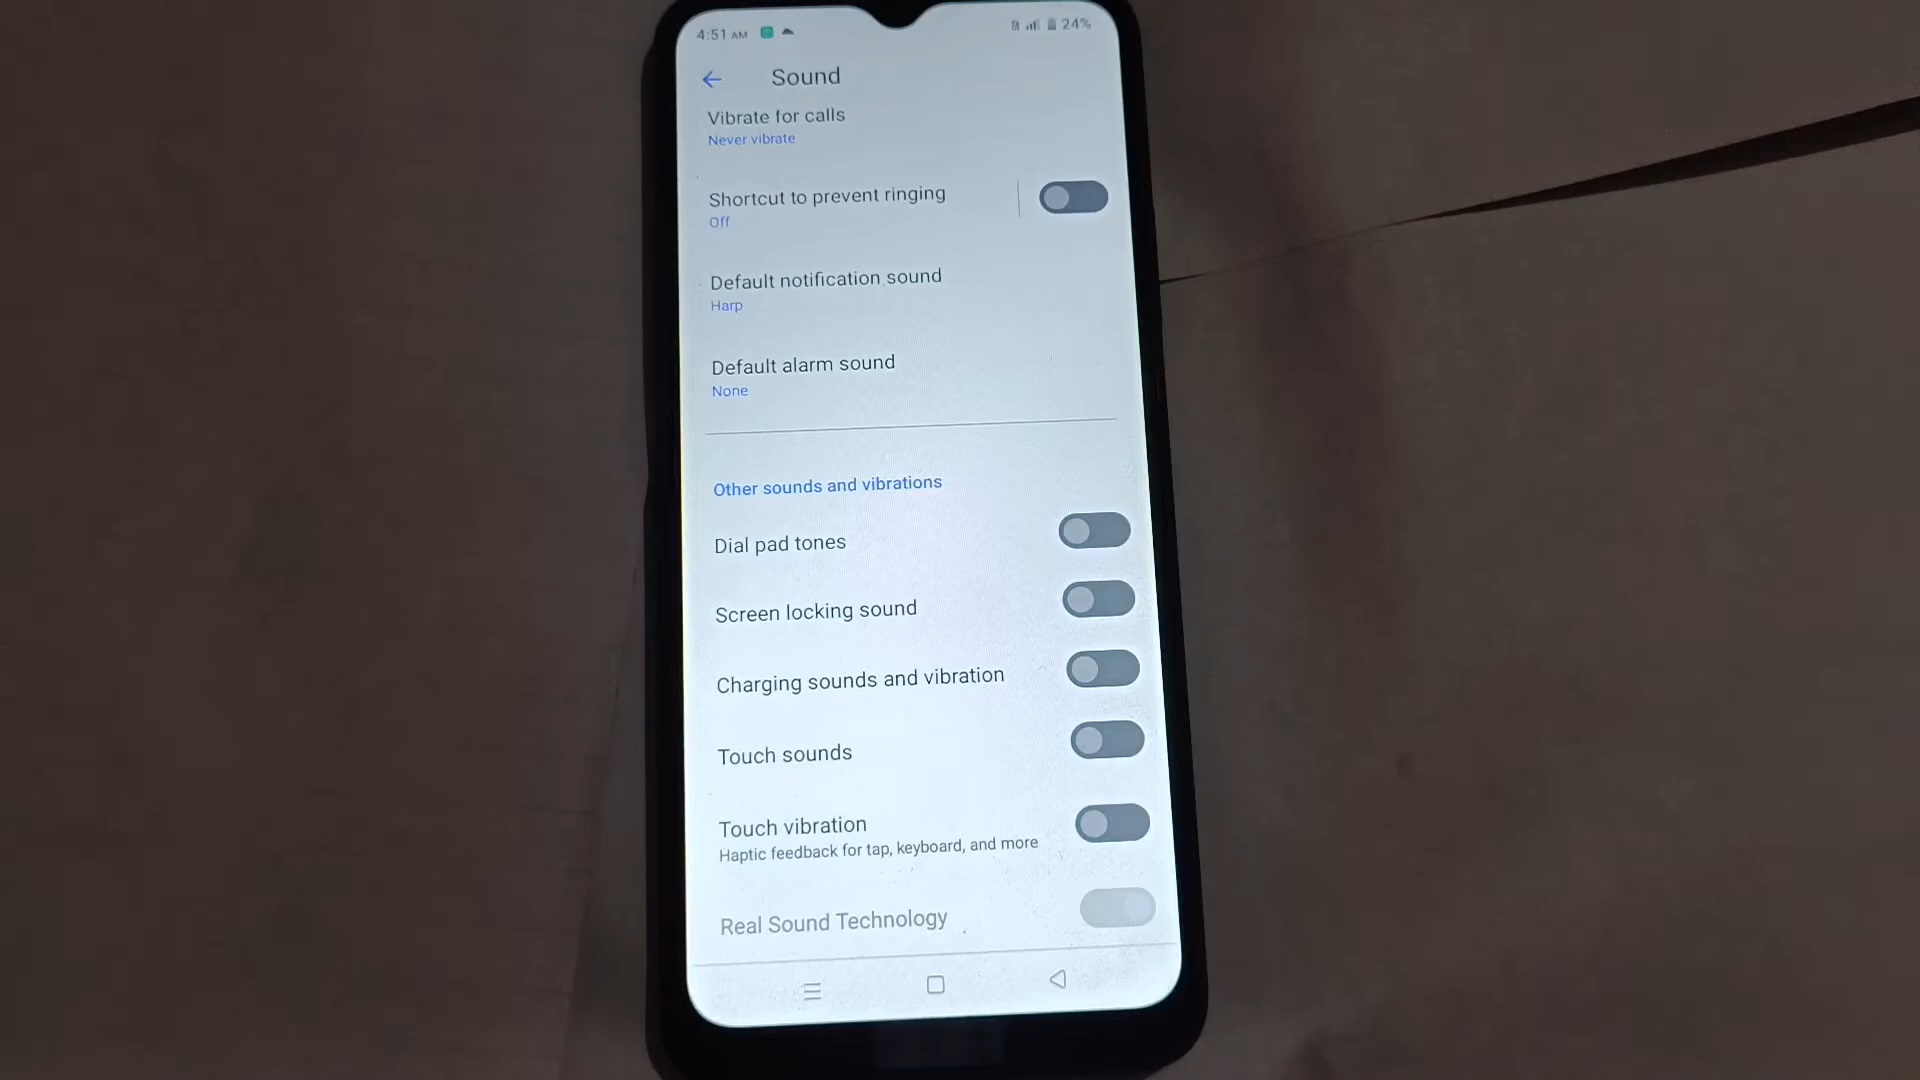 4:51 AM
24%
Sound
Vibrate for calls
Never vibrate
Shortcut to prevent ringing
Off
Default notification sound
Harp
Default alarm sound
None
Other sounds and vibrations
Dial pad tones
Screen locking sound
Charging sounds and vibration
Touch sounds
Touch vibration
Haptic feedback for tap, keyboard, and more
Real Sound Technology